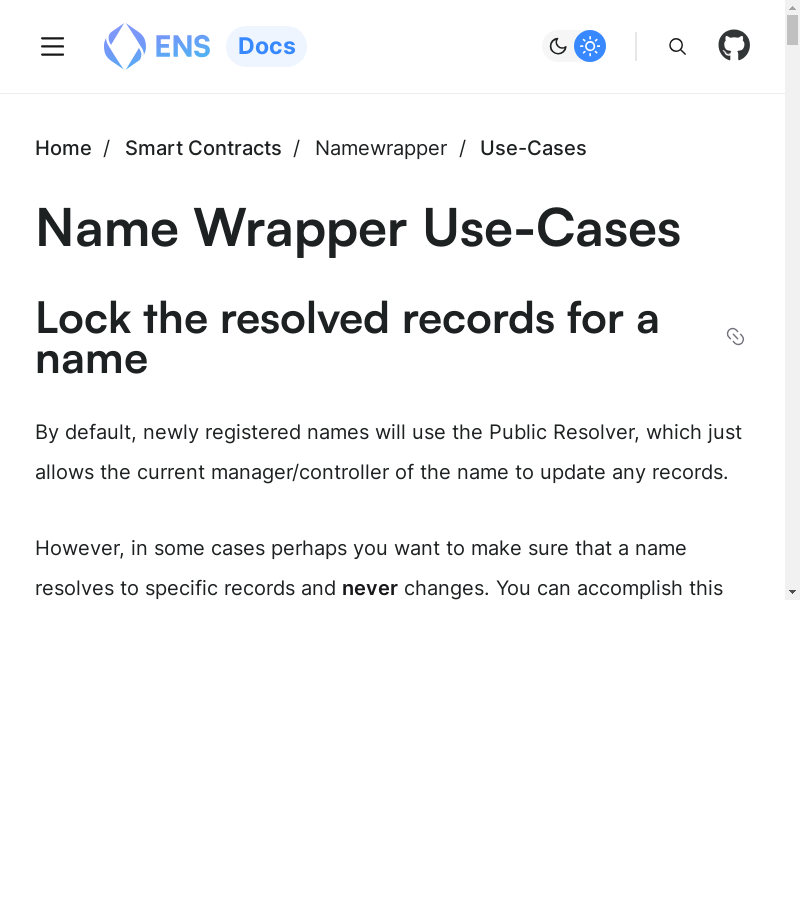 ENS Docs
Home / Smart Contracts / Namewrapper / Use-Cases
Name Wrapper Use-Cases
Lock the resolved records for a
name
By default, newly registered names will use the Public Resolver, which just
allows the current manager/controller of the name to update any records.
However, in some cases perhaps you want to make sure that a name
resolves to specific records and never changes. You can accomplish this